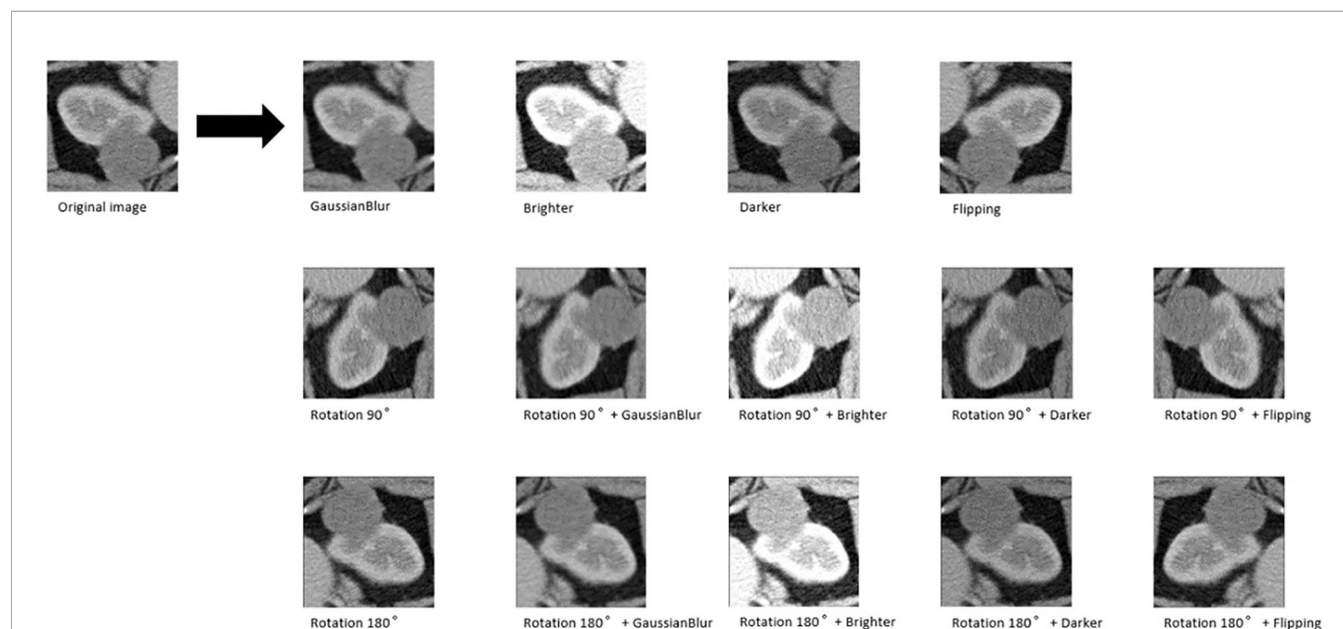 Original image
GaussianBlur
Brighter
Darker
Flipping
Rotation 90°
Rotation 90° + GaussianBlur
Rotation 90° + Brighter
Rotation 90° + Darker
Rotation 90° + Flipping
Rotation 180°
Rotation 180° + GaussianBlur
Rotation 180° + Brighter
Rotation 180° + Darker
Rotation 180° + Flipping